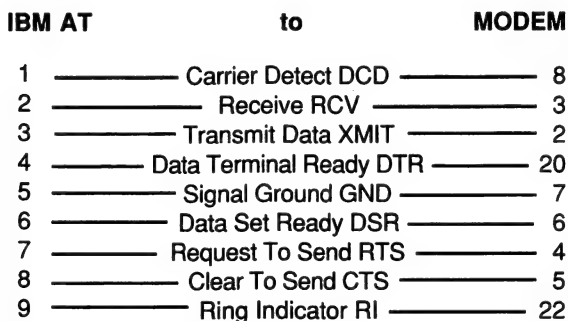 IBM AT to MODEM
1 Carrier Detect DCD 8
2 Receive RCV 3
3 Transmit Data XMIT 2
4 Data Terminal Ready DTR 20
5 Signal Ground GND 7
6 Data Set Ready DSR 6
7 Request To Send RTS 4
8 Clear To Send CTS 5
9 Ring Indicator RI 22